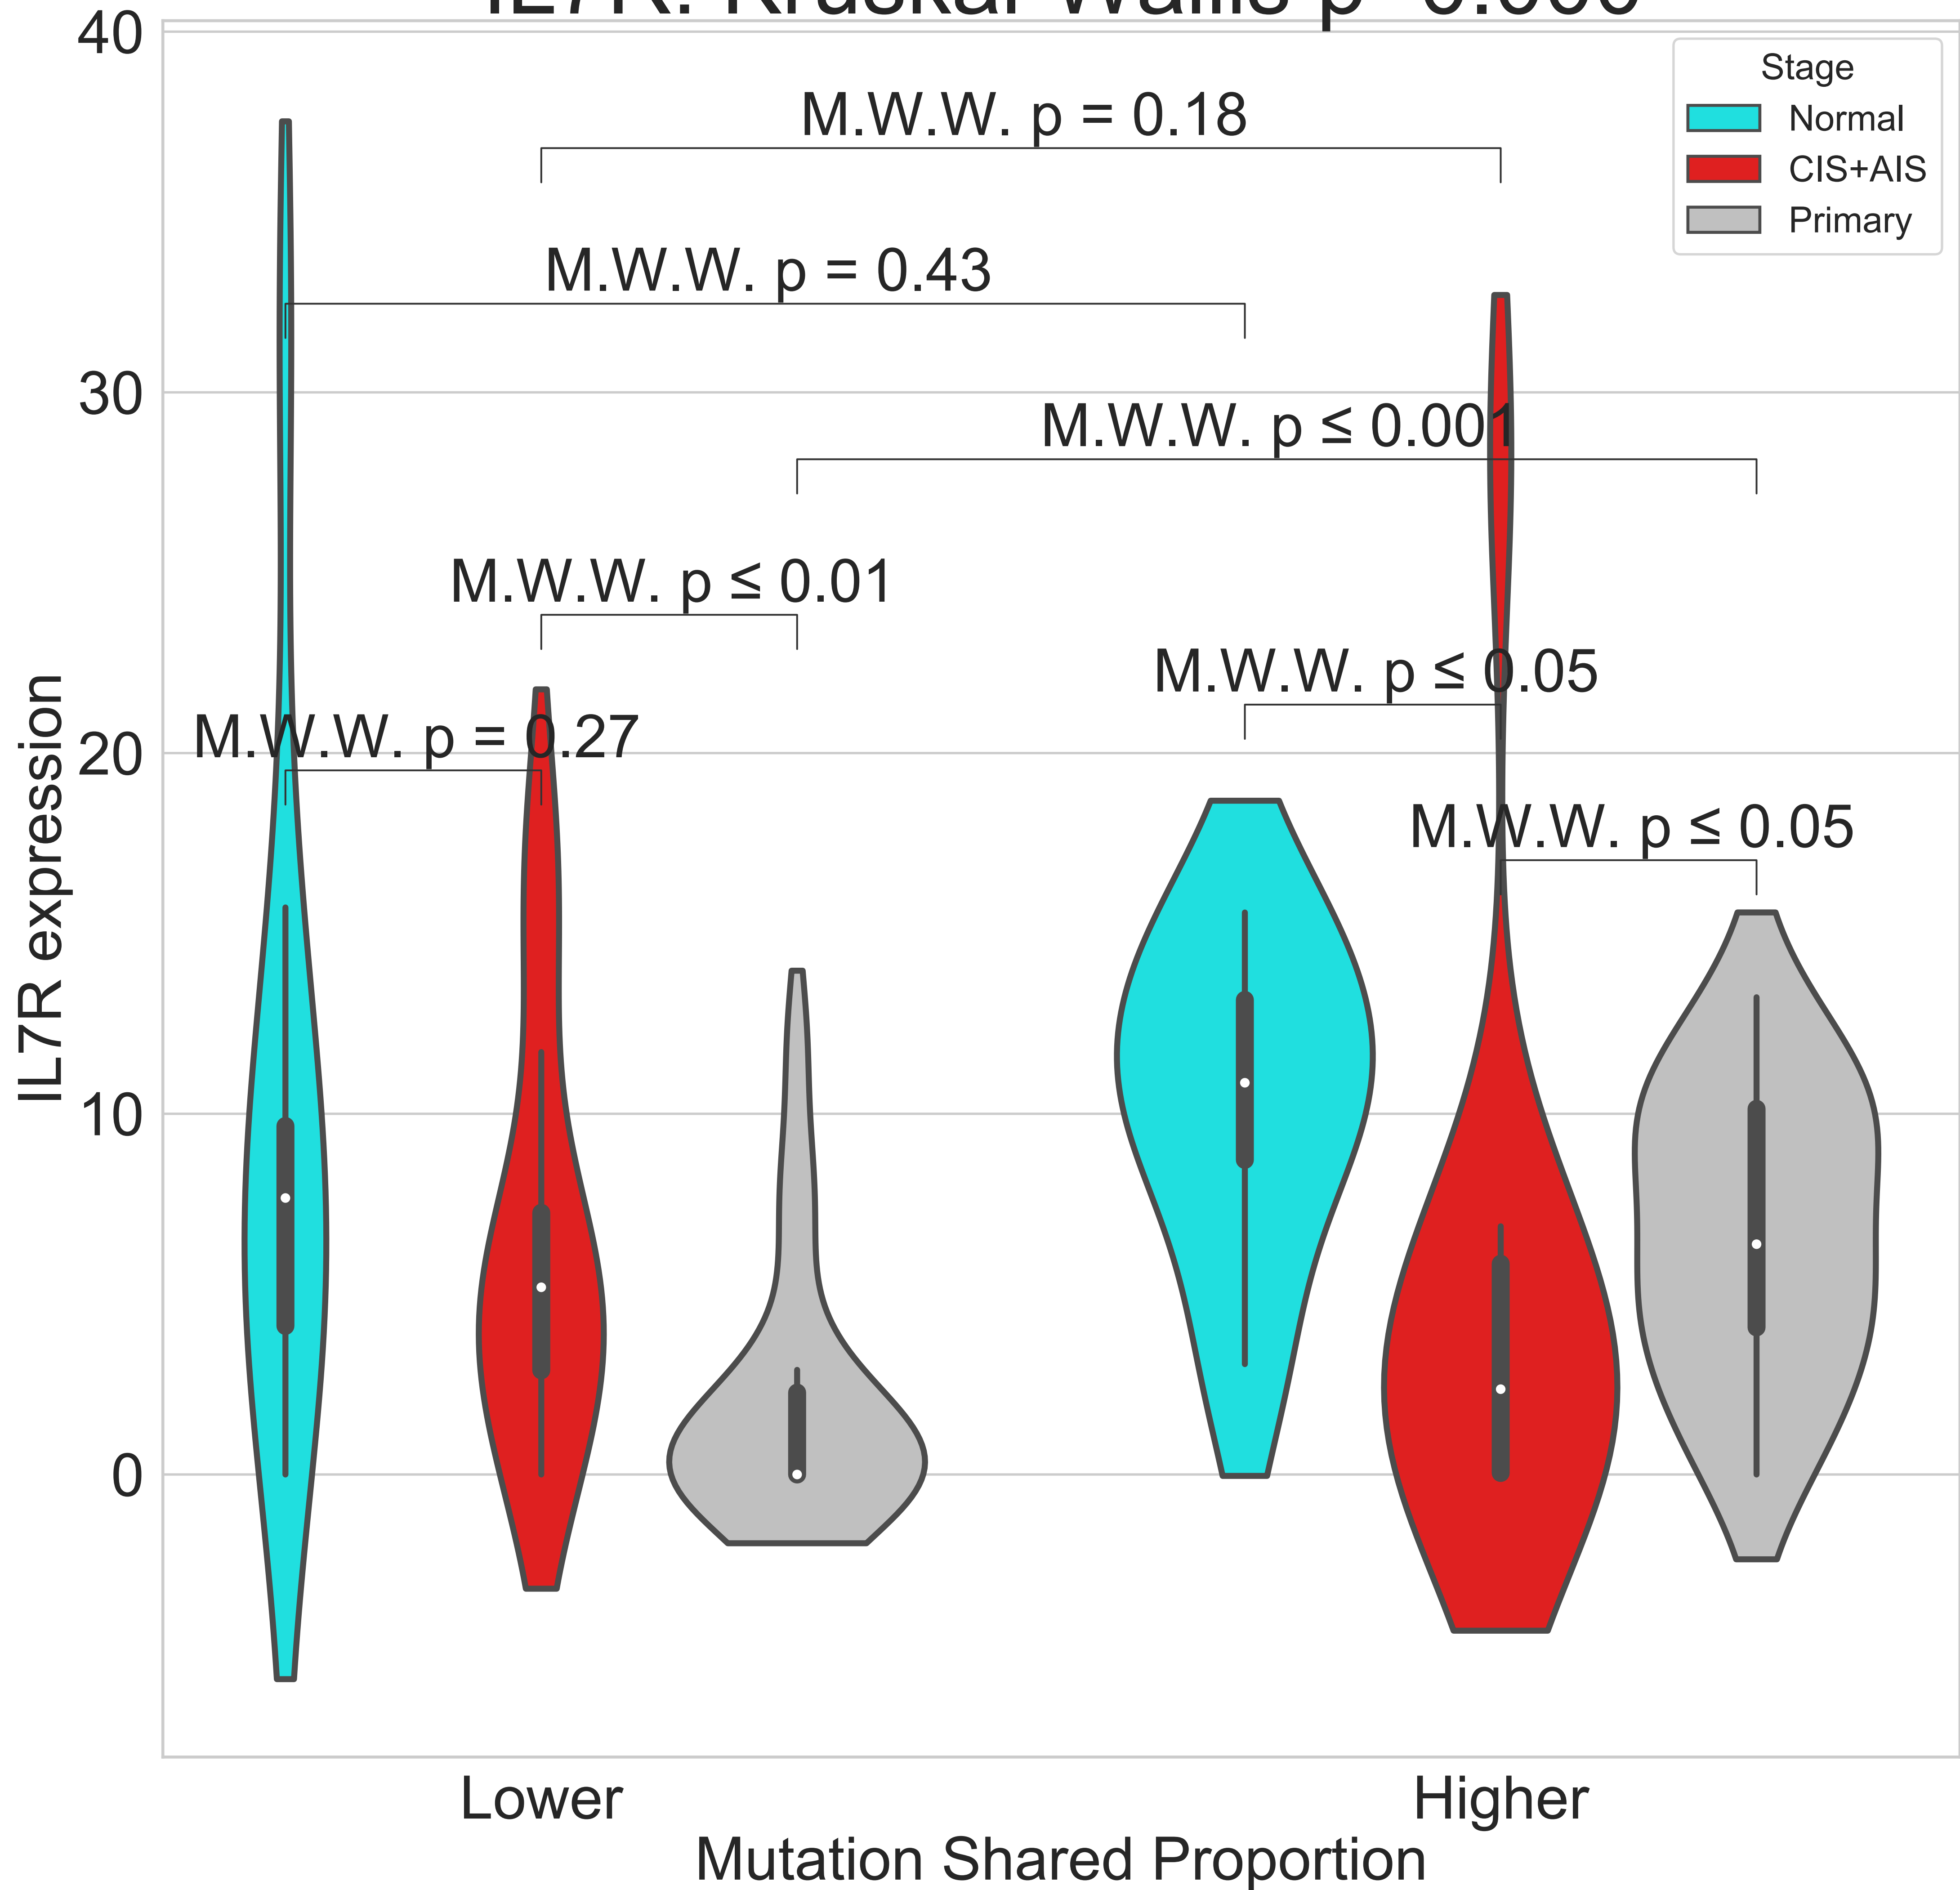 40
Stage
Normal
CIS+AIS
Primary
M.W.W. p = 0.18
M.W.W. p = 0.43
30
M.W.W. p ≤ 0.001
M.W.W. p ≤ 0.01
M.W.W. p ≤ 0.05
M.W.W. p = 0.27
20
M.W.W. p ≤ 0.05
IL7R expression
10
0
Lower
Higher
Mutation Shared Proportion